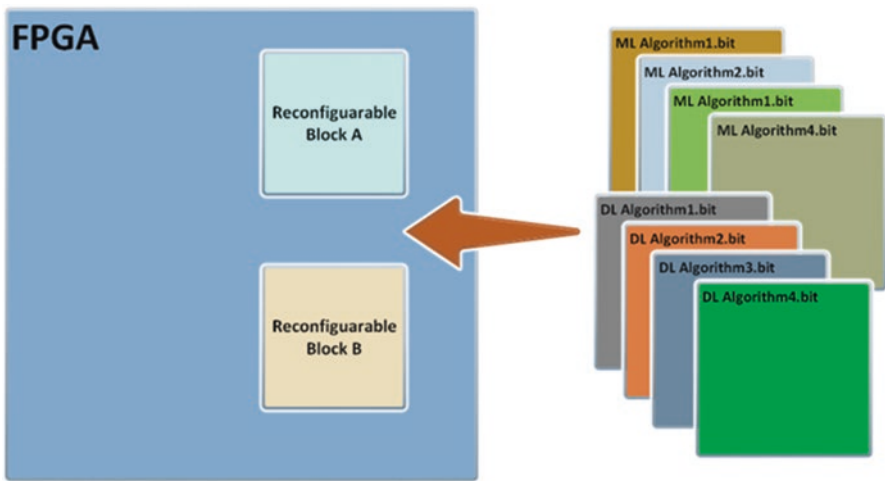 FPGA
Reconfiguarable
Block A
Reconfiguarable
Block B
ML Algorithm1.bit
ML Algorithm2.bit
ML Algorithm1.bit
ML Algorithm4.bit
DL Algorithm1.bit
DL Algorithm2.bit
DL Algorithm3.bit
DL Algorithm4.bit